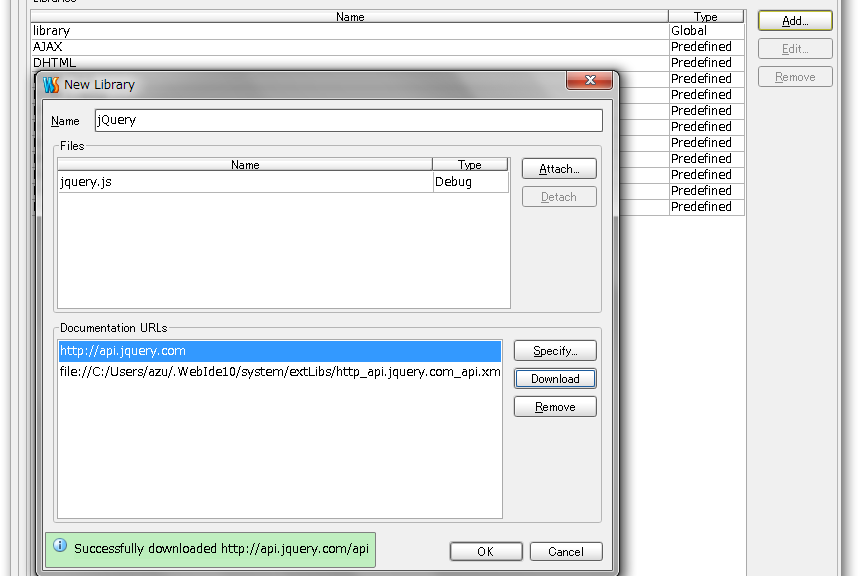 Libraries
Name Type
Add...
library Global
Edit...
AJAX Predefined
DHTML Predefined
Remove
Predefined
Predefined
Predefined
Predefined
Predefined
Predefined
Predefined
Predefined
Predefined
New Library
Name jQuery
Files
Name Type
Attach...
jquery.js Debug
Detach
Documentation URLs
http://api.jquery.com
Specify...
file://C:/Users/azu/.WebIde10/system/extLibs/http_api.jquery.com_api.xm
Download
Remove
Successfully downloaded http://api.jquery.com/api
OK
Cancel